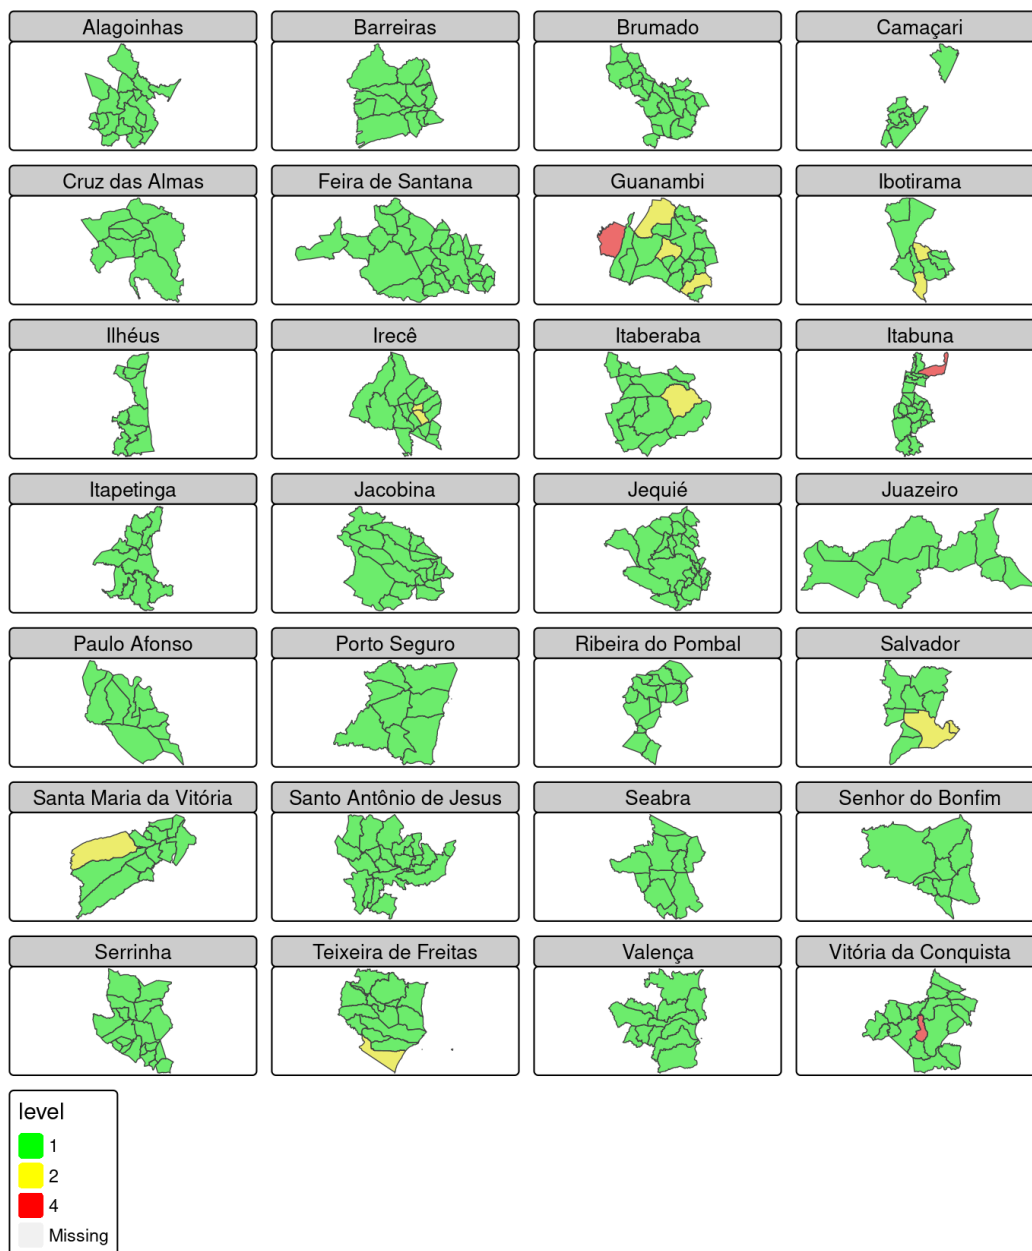 Alagoinhas
Barreiras
Brumado
Camaçari
Cruz das Almas
Feira de Santana
Guanambi
Ibotirama
Ilhéus
Irecê
Itaberaba
Itabuna
Itapetinga
Jacobina
Jequié
Juazeiro
Paulo Afonso
Porto Seguro
Ribeira do Pombal
Salvador
Santa Maria da Vitória
Santo Antônio de Jesus
Seabra
Senhor do Bonfim
Serrinha
Teixeira de Freitas
Valença
Vitória da Conquista
level
1
2
4
Missing